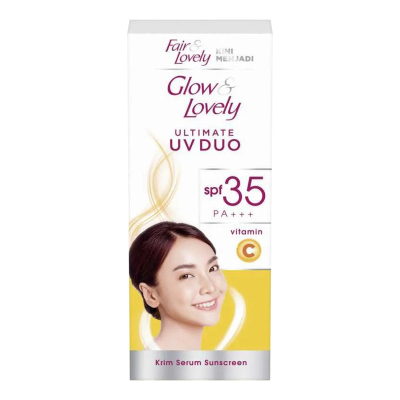 Fair & Lovely
KINI MENJADI
Glow &
Lovely
ULTIMATE
UV DUO
spf 35
PA+++
vitamin
C
Krim Serum Sunscreen